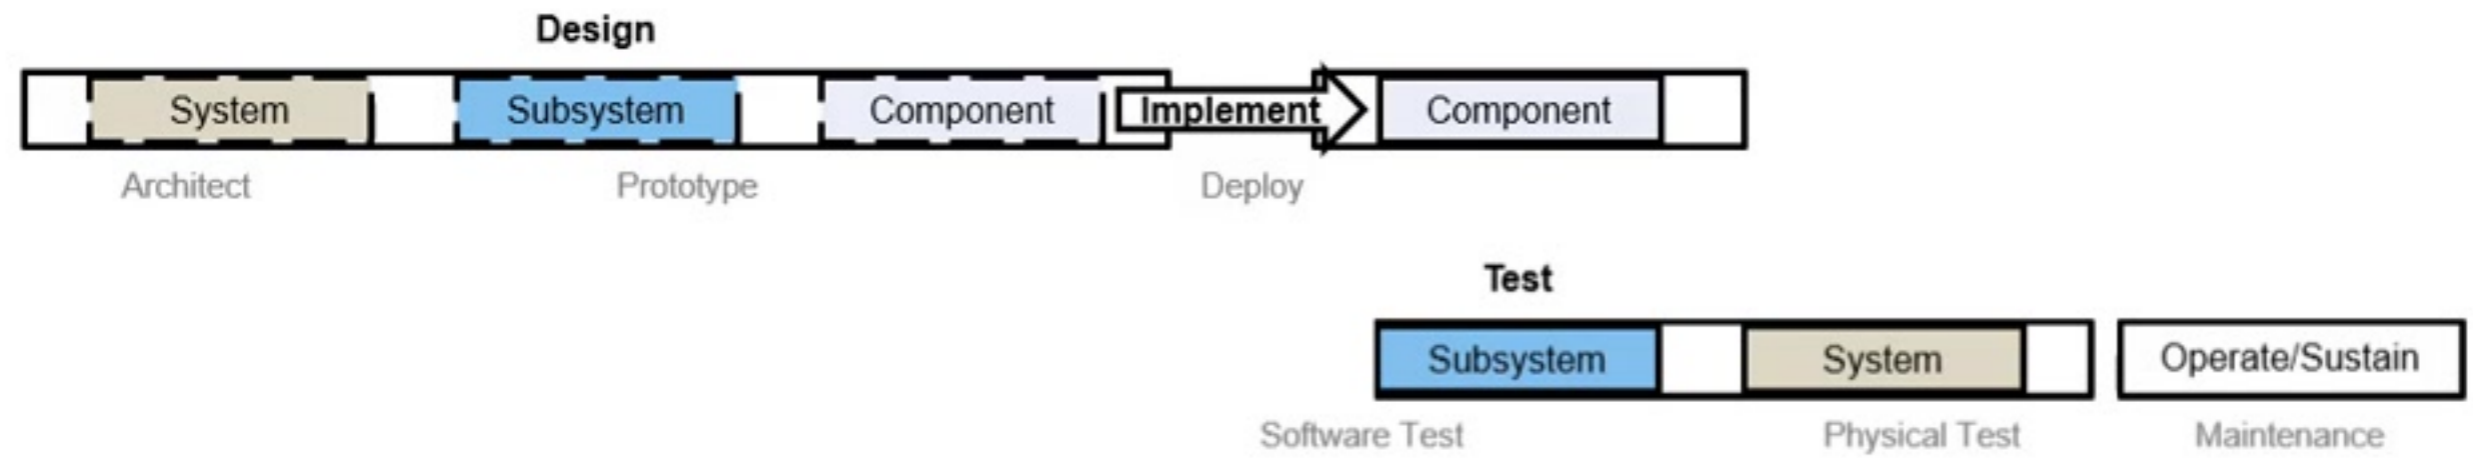 Design
System Subsystem Component Implement Component
Architect Prototype Deploy
Test
Subsystem System Operate/Sustain
Software Test Physical Test Maintenance